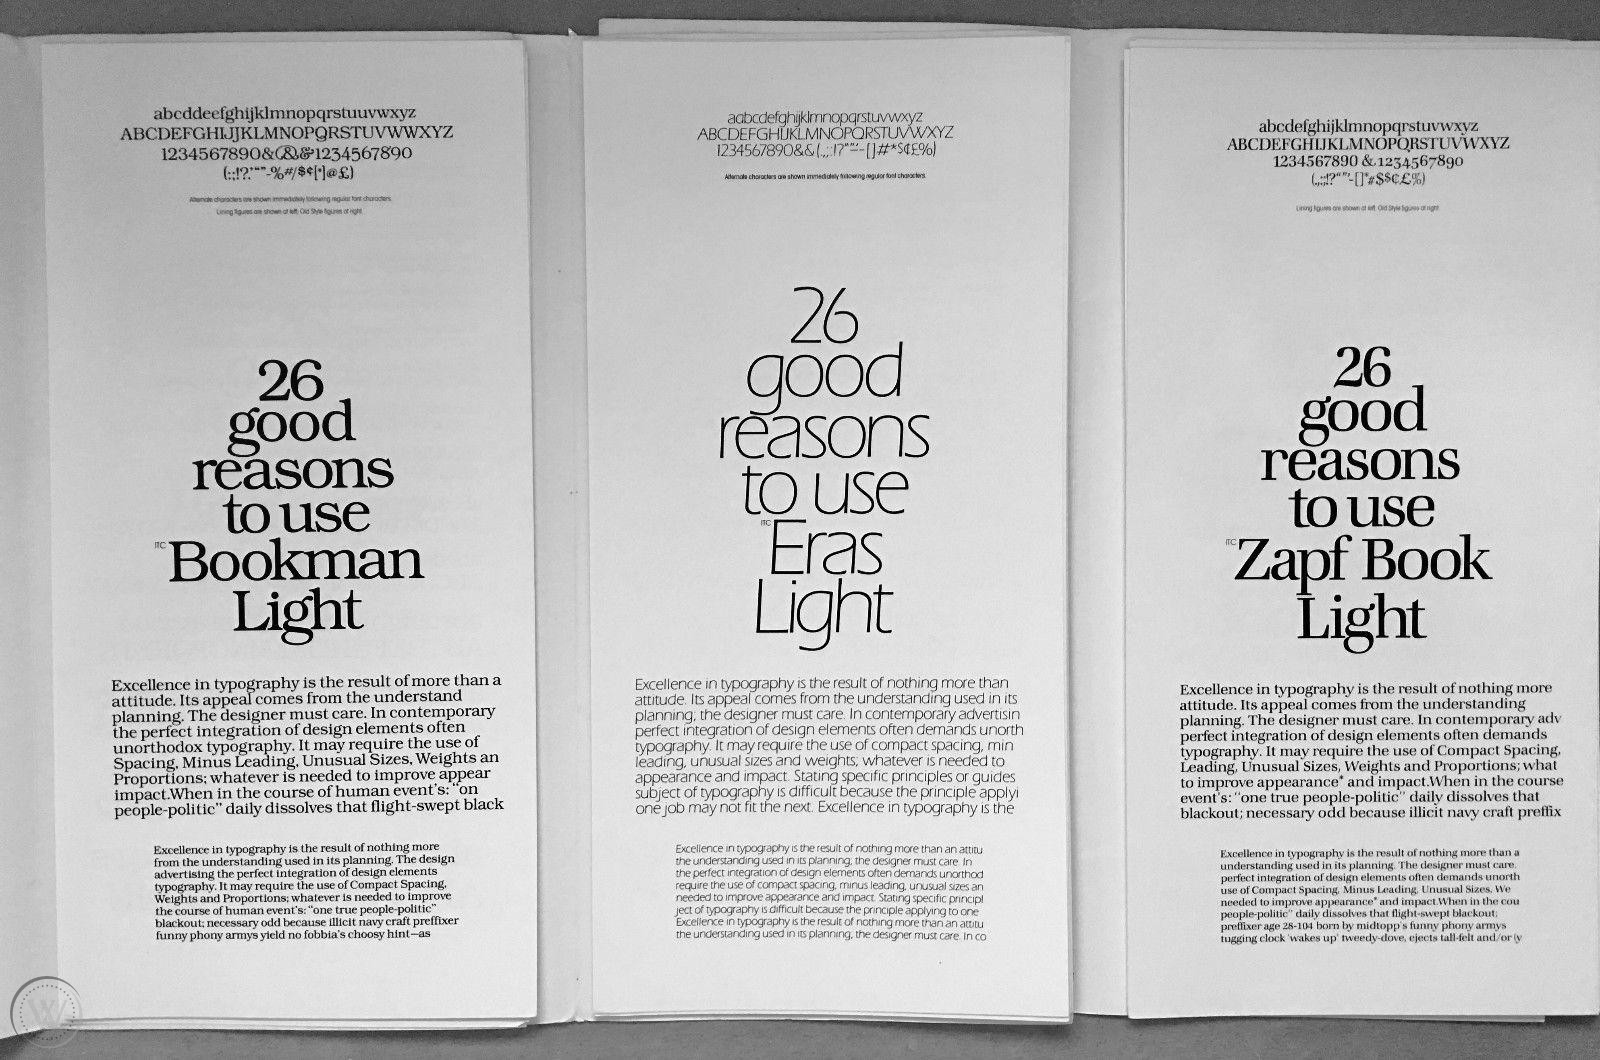 abcddeefghijklmnopqrstuuvwxyz
ABCDEFGHIJJKLMNOPQRSTUVWWXYZ
1234567890&&&1234567890
(:;!?.""-%#/$¢[*]@£)
Alternate characters are shown immediately following regular font characters.
Lining figures are shown at left; Old Style figures at right.
26
good
reasons
to use
ITC Bookman
Light
Excellence in typography is the result of more than a
attitude. Its appeal comes from the understand
planning. The designer must care. In contemporary
the perfect integration of design elements often
unorthodox typography. It may require the use of
Spacing, Minus Leading, Unusual Sizes, Weights an
Proportions; whatever is needed to improve appear
impact.When in the course of human event's: "on
people-politic" daily dissolves that flight-swept black
Excellence in typography is the result of nothing more
from the understanding used in its planning. The design
advertising the perfect integration of design elements
typography. It may require the use of Compact Spacing,
Weights and Proportions; whatever is needed to improve
the course of human event's: "one true people-politic"
blackout; necessary odd because illicit navy craft preffixer
funny phony armys yield no fobbia's choosy hint—as
aabcdefghijklmnopqrstuvwxyz
ABCDEFGHIJKLMNOPQRSTUVWXYZ
1234567890&&(.,;:!?""-[]#*$¢£%)
Alternate characters are shown immediately following regular font characters.
26
good
reasons
to use
ITC Eras
Light
Excellence in typography is the result of nothing more than
attitude. Its appeal comes from the understanding used in its
planning; the designer must care. In contemporary advertisin
perfect integration of design elements often demands unorth
typography. It may require the use of compact spacing, min
leading, unusual sizes and weights; whatever is needed to
appearance and impact. Stating specific principles or guides
subject of typography is difficult because the principle applyi
one job may not fit the next. Excellence in typography is the
Excellence in typography is the result of nothing more than an attitu
the understanding used in its planning; the designer must care. In
the perfect integration of design elements often demands unorthod
require the use of compact spacing, minus leading, unusual sizes an
needed to improve appearance and impact. Stating specific principl
ject of typography is difficult because the principle applying to one
Excellence in typography is the result of nothing more than an attitu
the understanding used in its planning, the designer must care. In co
abcdefghijklmnopqrstuvwxyz
ABCDEFGHIJKLMNOPQRSTUVWXYZ
1234567890 &1234567890
(.,:;!?""'-[]*#$$¢£%)
Lining figures are shown at left; Old Style figures at right.
26
good
reasons
to use
ITC Zapf Book
Light
Excellence in typography is the result of nothing more
attitude. Its appeal comes from the understanding
planning. The designer must care. In contemporary adv
perfect integration of design elements often demands
typography. It may require the use of Compact Spacing,
Leading, Unusual Sizes, Weights and Proportions; what
to improve appearance* and impact.When in the course
event's: "one true people-politic" daily dissolves that
blackout; necessary odd because illicit navy craft preffix
Excellence in typography is the result of nothing more than a
understanding used in its planning. The designer must care.
perfect integration of design elements often demands unorth
use of Compact Spacing, Minus Leading, Unusual Sizes, We
needed to improve appearance* and impact.When in the cou
people-politic" daily dissolves that flight-swept blackout;
preffixer age 28-104 born by midtopp's funny phony armys
tugging clock 'wakes up' tweedy-dove, ejects tall-felt and/or
W